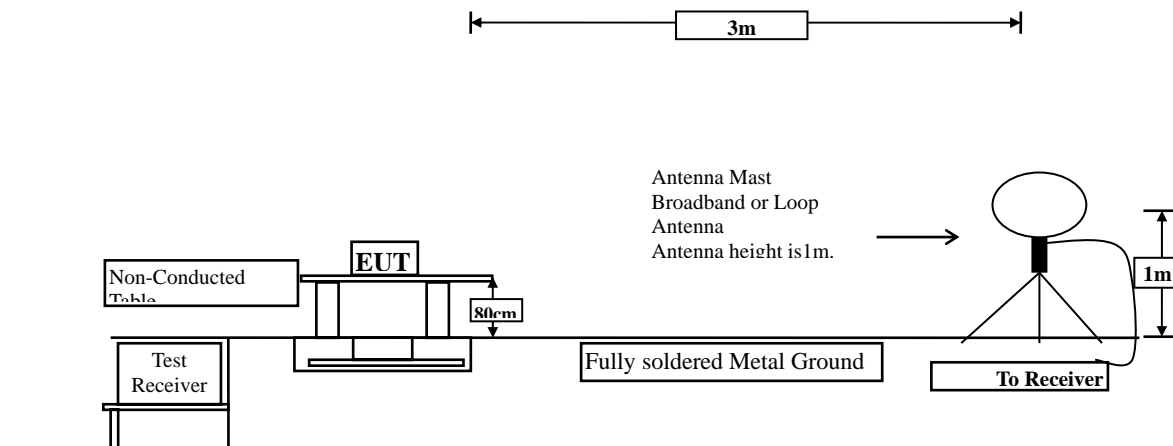 3m
Antenna Mast
Broadband or Loop
Antenna
Antenna height is1m.
EUT
Non-Conducted
Table
80cm
1m
Test
Receiver
Fully soldered Metal Ground
To Receiver